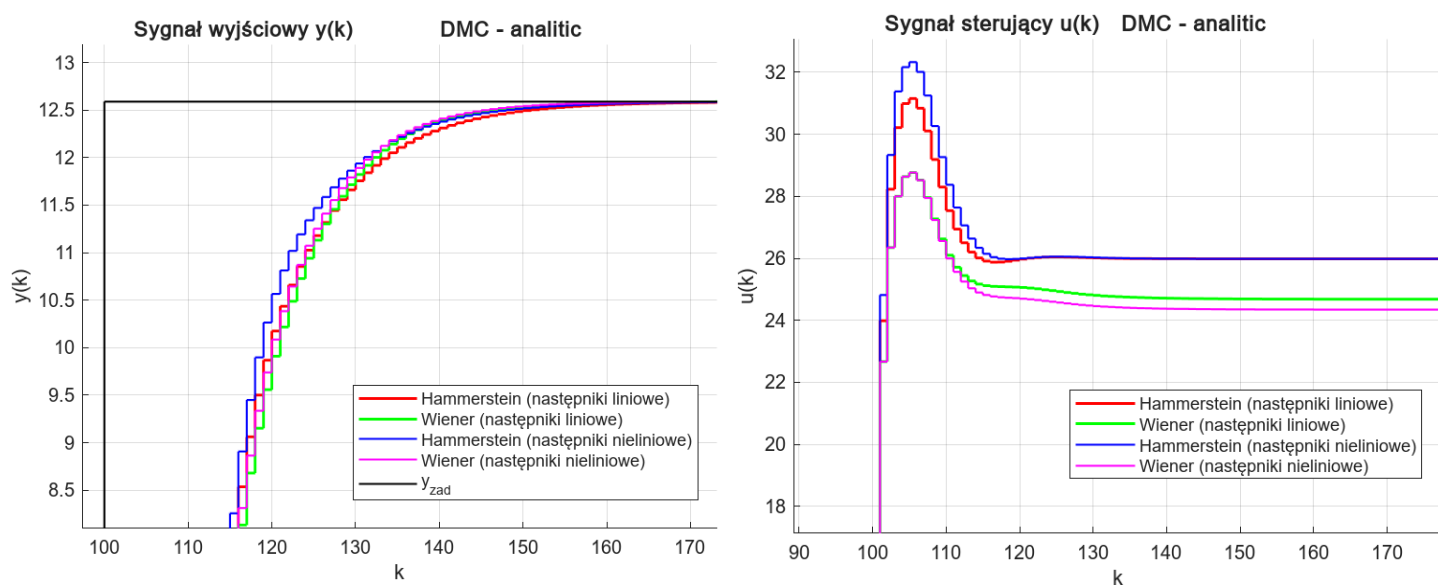 Sygnał wyjściowy y(k) DMC - analitic
13
12.5
12
11.5
11
10.5
10
9.5
9
8.5
y(k)
100 110 120 130 140 150 160 170
k
Hammerstein (następniki liniowe)
Wiener (następniki liniowe)
Hammerstein (następniki nieliniowe)
Wiener (następniki nieliniowe)
y_zad
Sygnał sterujący u(k) DMC - analitic
32
30
28
26
24
22
20
18
u(k)
90 100 110 120 130 140 150 160 170
k
Hammerstein (następniki liniowe)
Wiener (następniki liniowe)
Hammerstein (następniki nieliniowe)
Wiener (następniki nieliniowe)